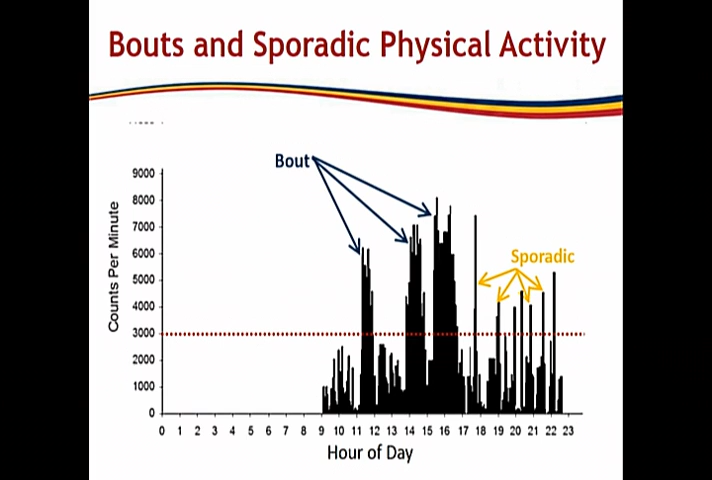 Bouts and Sporadic Physical Activity
Bout
Sporadic
Counts Per Minute
9000
8000
7000
6000
5000
4000
3000
2000
1000
0
0 1 2 3 4 5 6 7 8 9 10 11 12 13 14 15 16 17 18 19 20 21 22 23
Hour of Day